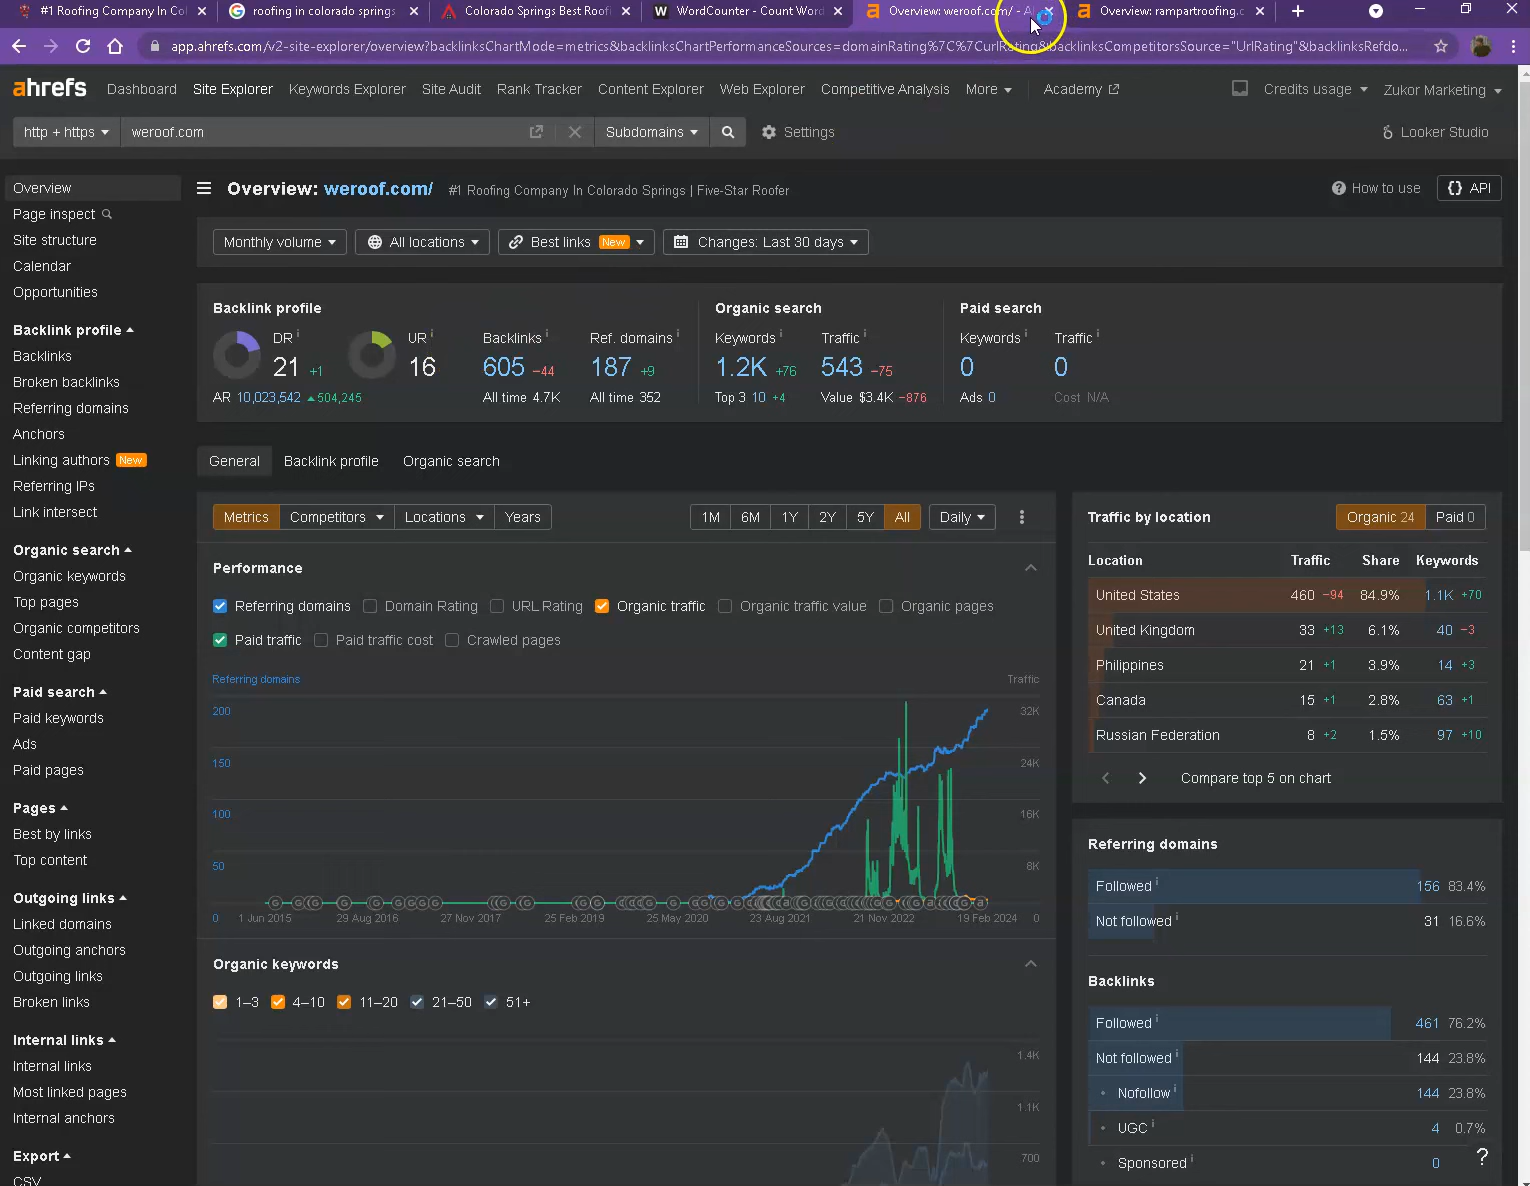 #1 Roofing Company In Col
roofing in colorado springs
Colorado Springs Best Roofi
WordCounter - Count Word
Overview: weroof.com/ - A
Overview: rampartroofing.c
app.ahrefs.com/v2-site-explorer/overview?backlinksChartMode=metrics&backlinksChartPerformanceSources=domainRating%7C%7CurlRating&backlinksCompetitorsSource="UrlRating"&backlinksRefdo...
ahrefs Dashboard Site Explorer Keywords Explorer Site Audit Rank Tracker Content Explorer Web Explorer Competitive Analysis More Academy Credits usage Zukor Marketing
http + https weroof.com Subdomains Settings Looker Studio
Overview
Page inspect
Site structure
Calendar
Opportunities
Backlink profile
Backlinks
Broken backlinks
Referring domains
Anchors
Linking authors New
Referring IPs
Link intersect
Organic search
Organic keywords
Top pages
Organic competitors
Content gap
Paid search
Paid keywords
Ads
Paid pages
Pages
Best by links
Top content
Outgoing links
Linked domains
Outgoing anchors
Outgoing links
Broken links
Internal links
Internal links
Most linked pages
Internal anchors
Export
CSV
Overview: weroof.com/ #1 Roofing Company In Colorado Springs | Five-Star Roofer
How to use {} API
Monthly volume All locations Best links New Changes: Last 30 days
Backlink profile
DR 21 +1
AR 10,023,542 504,245
UR 16
Backlinks
605 -44
All time 4.7K
Ref. domains
187 +9
All time 352
Organic search
Keywords
1.2K +76
Top 3 10 +4
Traffic
543 -75
Value $3.4K -876
Paid search
Keywords
0
Ads 0
Traffic
0
Cost N/A
General Backlink profile Organic search
Metrics Competitors Locations Years 1M 6M 1Y 2Y 5Y All Daily
Performance
Referring domains Domain Rating URL Rating Organic traffic Organic traffic value Organic pages
Paid traffic Paid traffic cost Crawled pages
Referring domains Traffic
200 32K
150 24K
100 16K
50 8K
0 1 Jun 2015 29 Aug 2016 27 Nov 2017 25 Feb 2019 25 May 2020 23 Aug 2021 21 Nov 2022 19 Feb 2024 0
Organic keywords
1–3 4–10 11–20 21–50 51+
1.4K
1.1K
700
Traffic by location Organic 24 Paid 0
Location Traffic Share Keywords
United States 460 -94 84.9% 1.1K +70
United Kingdom 33 +13 6.1% 40 -3
Philippines 21 +1 3.9% 14 +3
Canada 15 +1 2.8% 63 +1
Russian Federation 8 +2 1.5% 97 +10
Compare top 5 on chart
Referring domains
Followed 156 83.4%
Not followed 31 16.6%
Backlinks
Followed 461 76.2%
Not followed 144 23.8%
Nofollow 144 23.8%
UGC 4 0.7%
Sponsored 0
?